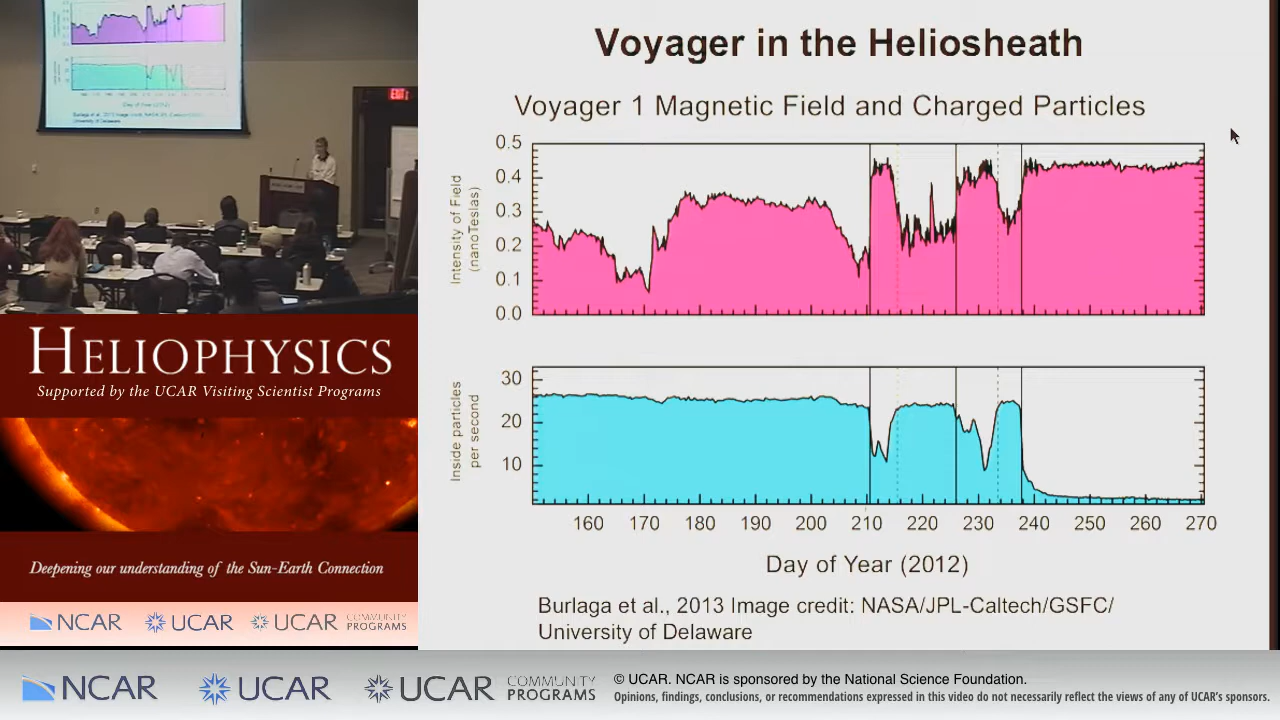 Day of Year (2012)
EXIT
HELIOPHYSICS
Supported by the UCAR Visiting Scientist Programs
Deepening our understanding of the Sun-Earth Connection
NCAR
UCAR
UCAR
COMMUNITY
PROGRAMS
Voyager in the Heliosheath
Voyager 1 Magnetic Field and Charged Particles
Intensity of Field
(nanoTeslas)
0.5
0.4
0.3
0.2
0.1
0.0
Inside particles
per second
30
20
10
160 170 180 190 200 210 220 230 240 250 260 270
Day of Year (2012)
Burlaga et al., 2013 Image credit: NASA/JPL-Caltech/GSFC/
University of Delaware
NCAR
UCAR
UCAR
COMMUNITY
PROGRAMS
© UCAR. NCAR is sponsored by the National Science Foundation.
Opinions, findings, conclusions, or recommendations expressed in this video do not necessarily reflect the views of any of UCAR's sponsors.